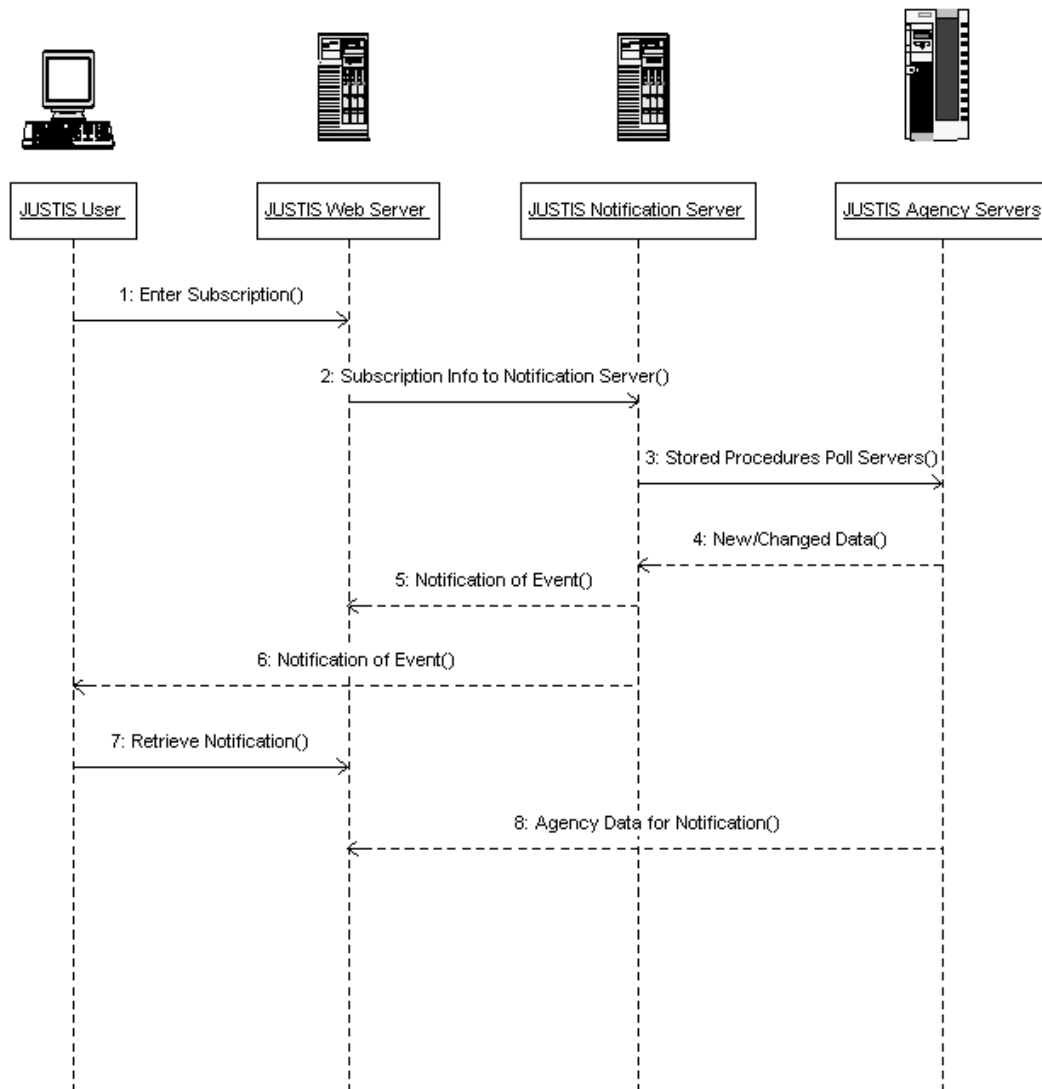 JUSTIS User
JUSTIS Web Server
JUSTIS Notification Server
JUSTIS Agency Servers
1: Enter Subscription()
2: Subscription Info to Notification Server()
3: Stored Procedures Poll Servers()
4: New/Changed Data()
5: Notification of Event()
6: Notification of Event()
7: Retrieve Notification()
8: Agency Data for Notification()